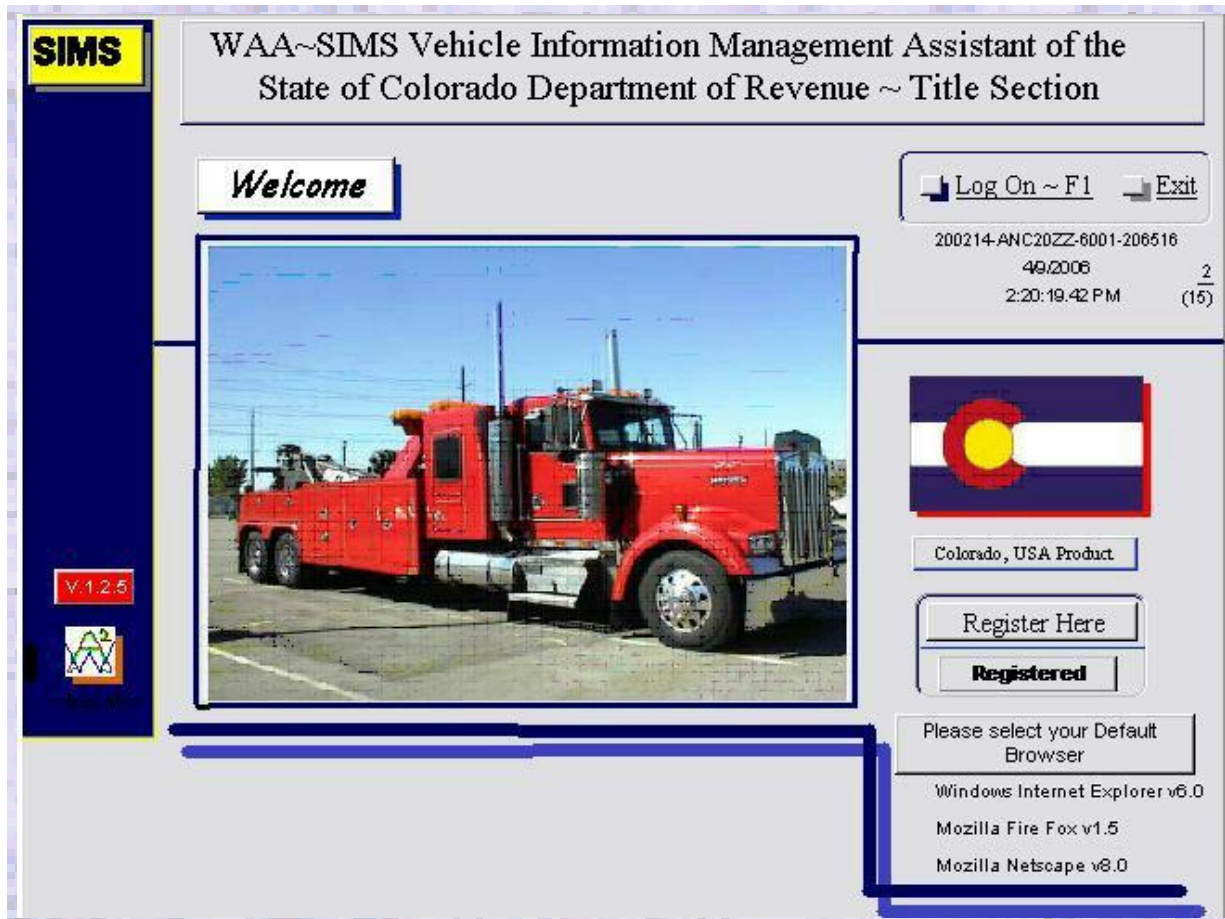 SIMS
WAA~SIMS Vehicle Information Management Assistant of the
State of Colorado Department of Revenue ~ Title Section
Welcome
Log On ~ F1
Exit
200214-ANC20ZZ-6001-206516
4/9/2006
2
2:20:19.42 PM
(15)
Colorado, USA Product
V.1.2.5
Register Here
Registered
Please select your Default
Browser
Windows Internet Explorer v6.0
Mozilla Fire Fox v1.5
Mozilla Netscape v8.0